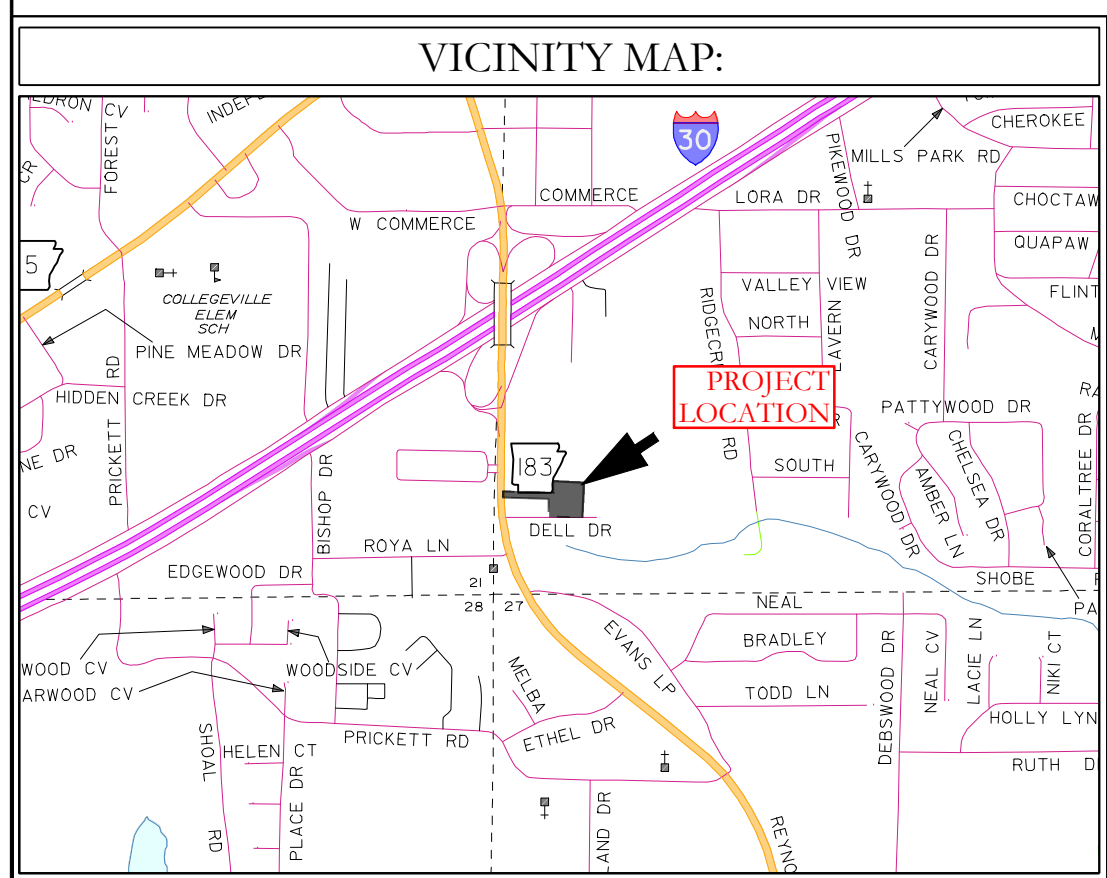 VICINITY MAP:
EDRON CV
FOREST
INDEF
CR
30
CHEROKEE
MILLS PARK RD
PIKEWOOD DR
COMMERCE
LORA DR
CHOCTAW
W COMMERCE
QUAPAW
5
COLLEGEVILLE
ELEM
SCH
VALLEY VIEW
FLINT
NORTH
RIDGECR
RD
LAVERN
CARYWOOD DR
PINE MEADOW DR
PRICKETT RD
HIDDEN CREEK DR
PROJECT
LOCATION
PATTYWOOD DR
NE DR
CV
BISHOP DR
183
SOUTH
CARYWOOD DR
AMBER LN
CHELSEA DR
CORALTREE DR
RA
DELL DR
ROYA LN
EDGEWOOD DR
SHOBE
PA
21
28 27
NEAL
EVANS LP
BRADLEY
DEBSWOOD DR
NEAL CV
LACIE LN
NIKI CT
WOOD CV
WOODSIDE CV
ARWOOD CV
MELBA
TODD LN
HOLLY LYN
SHOAL
RD
HELEN CT
PLACE DR
PRICKETT RD
ETHEL DR
RUTH D
AND DR
REYNO